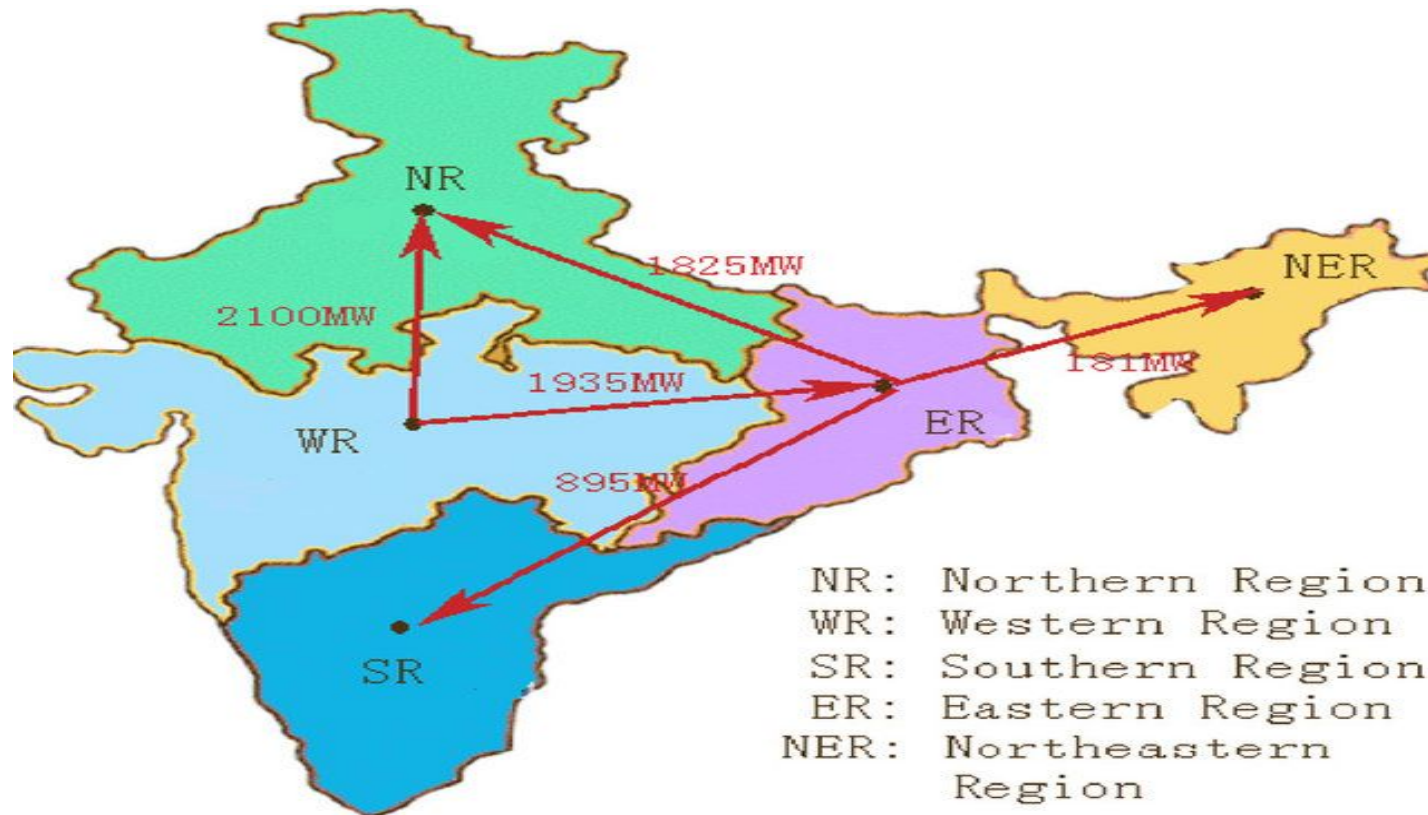 NR
1825MW
NER
2100MW
1935MW
181MW
WR
ER
895MW
SR
NR: Northern Region
WR: Western Region
SR: Southern Region
ER: Eastern Region
NER: Northeastern
Region